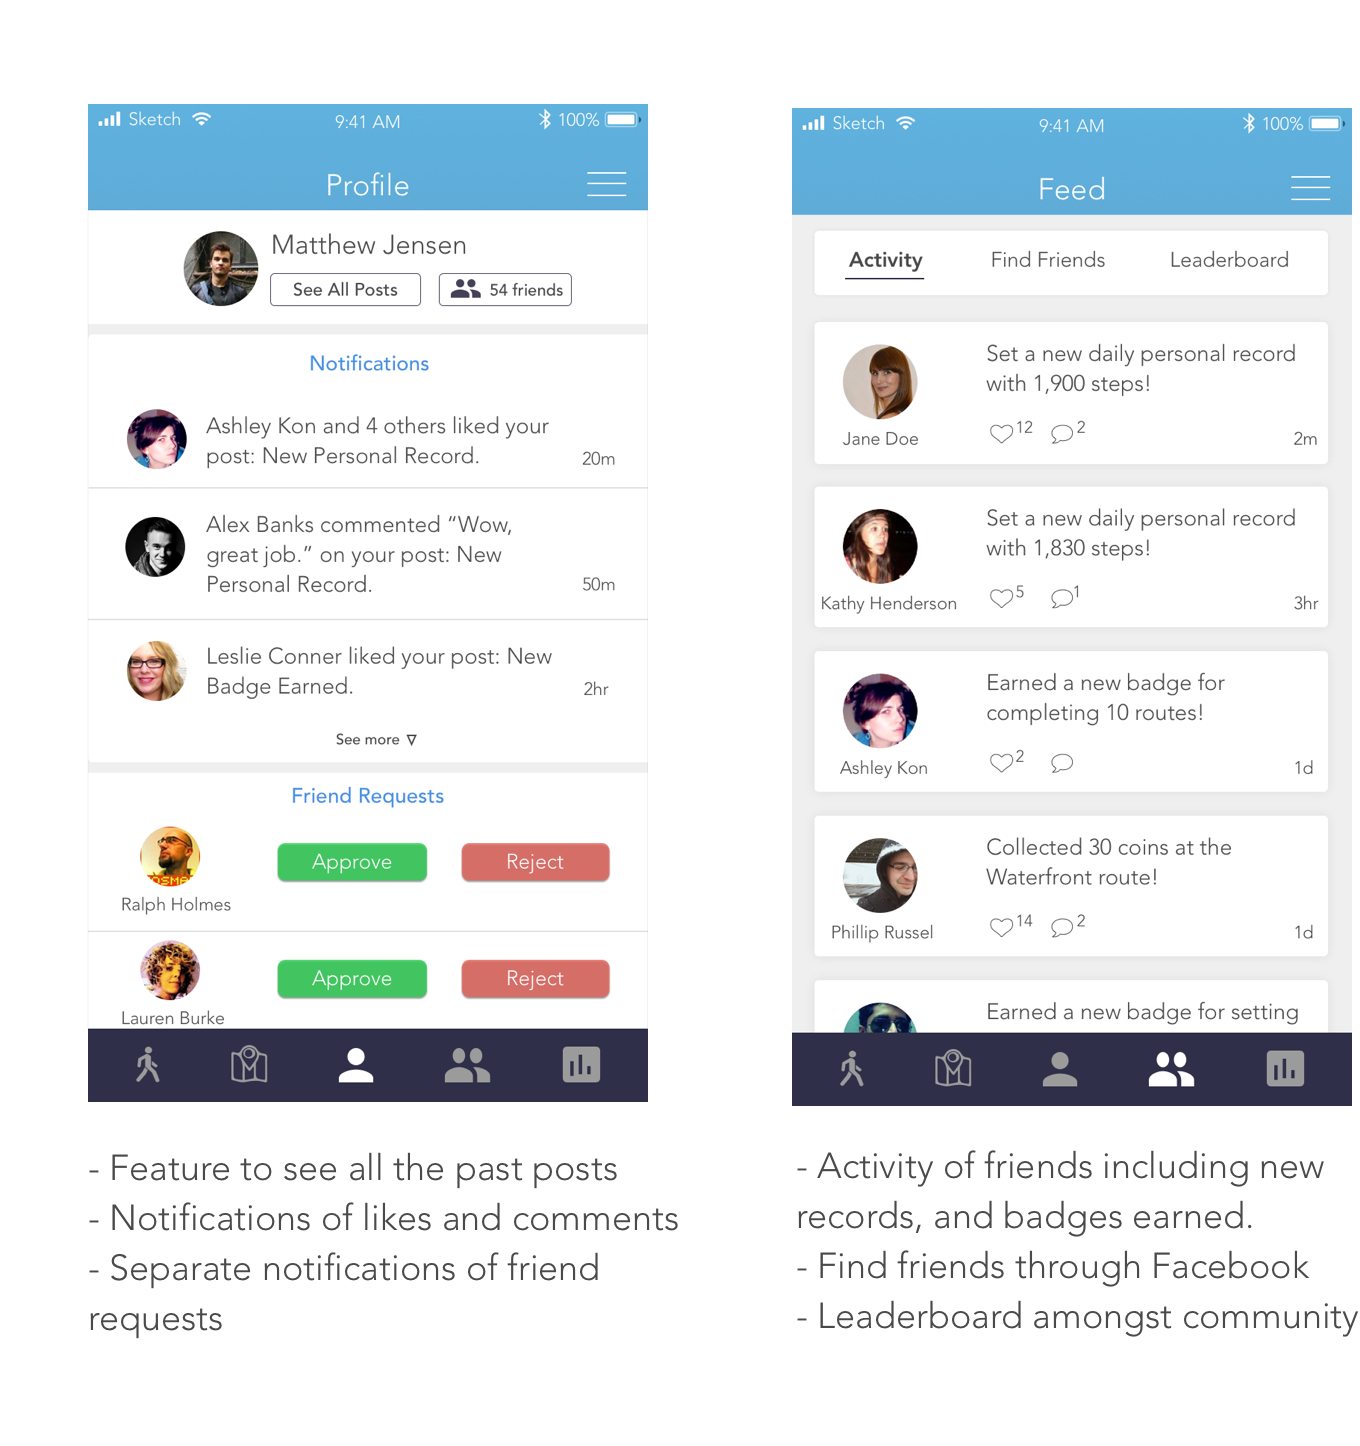 Sketch
9:41 AM
100%
Profile
Matthew Jensen
See All Posts
54 friends
Notifications
Ashley Kon and 4 others liked your
post: New Personal Record.
20m
Alex Banks commented “Wow,
great job.” on your post: New
Personal Record.
50m
Leslie Conner liked your post: New
Badge Earned.
2hr
See more
Friend Requests
Ralph Holmes
Approve
Reject
Lauren Burke
Approve
Reject
- Feature to see all the past posts
- Notifications of likes and comments
- Separate notifications of friend
requests
Sketch
9:41 AM
100%
Feed
Activity
Find Friends
Leaderboard
Set a new daily personal record
with 1,900 steps!
12
2
Jane Doe
2m
Set a new daily personal record
with 1,830 steps!
5
1
Kathy Henderson
3hr
Earned a new badge for
completing 10 routes!
2
Ashley Kon
1d
Collected 30 coins at the
Waterfront route!
14
2
Phillip Russel
1d
Earned a new badge for setting
- Activity of friends including new
records, and badges earned.
- Find friends through Facebook
- Leaderboard amongst community